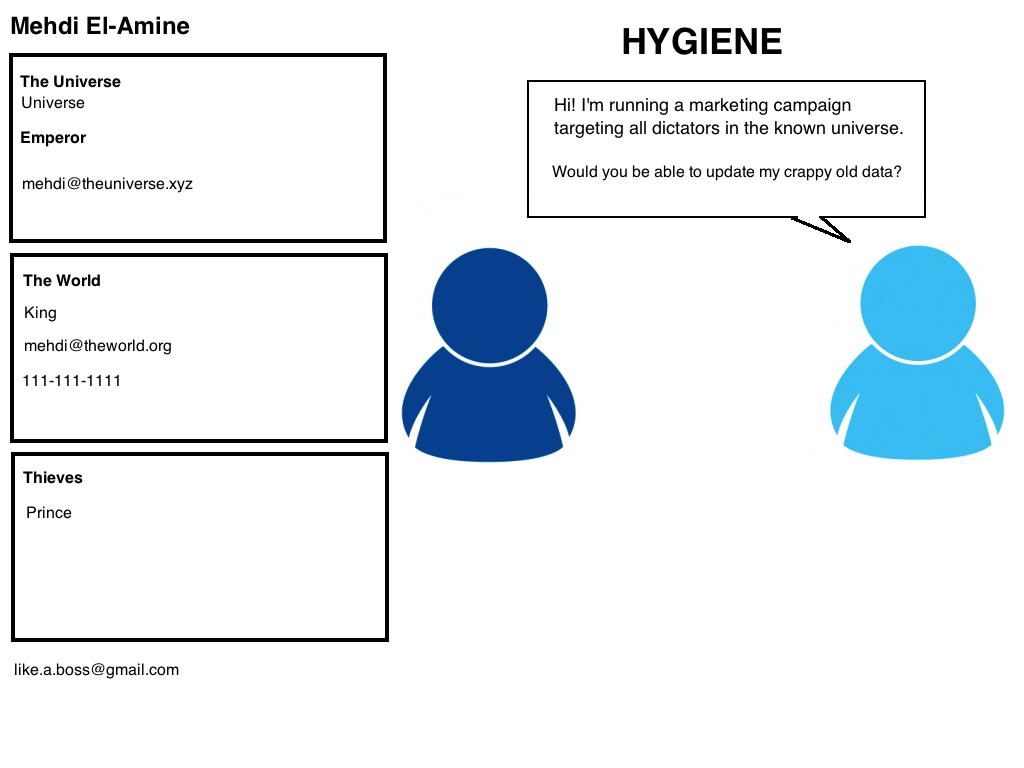 Mehdi El-Amine
The Universe
Universe
Emperor
mehdi@theuniverse.xyz
The World
King
mehdi@theworld.org
111-111-1111
Thieves
Prince
like.a.boss@gmail.com
HYGIENE
Hi! I'm running a marketing campaign
targeting all dictators in the known universe.
Would you be able to update my crappy old data?